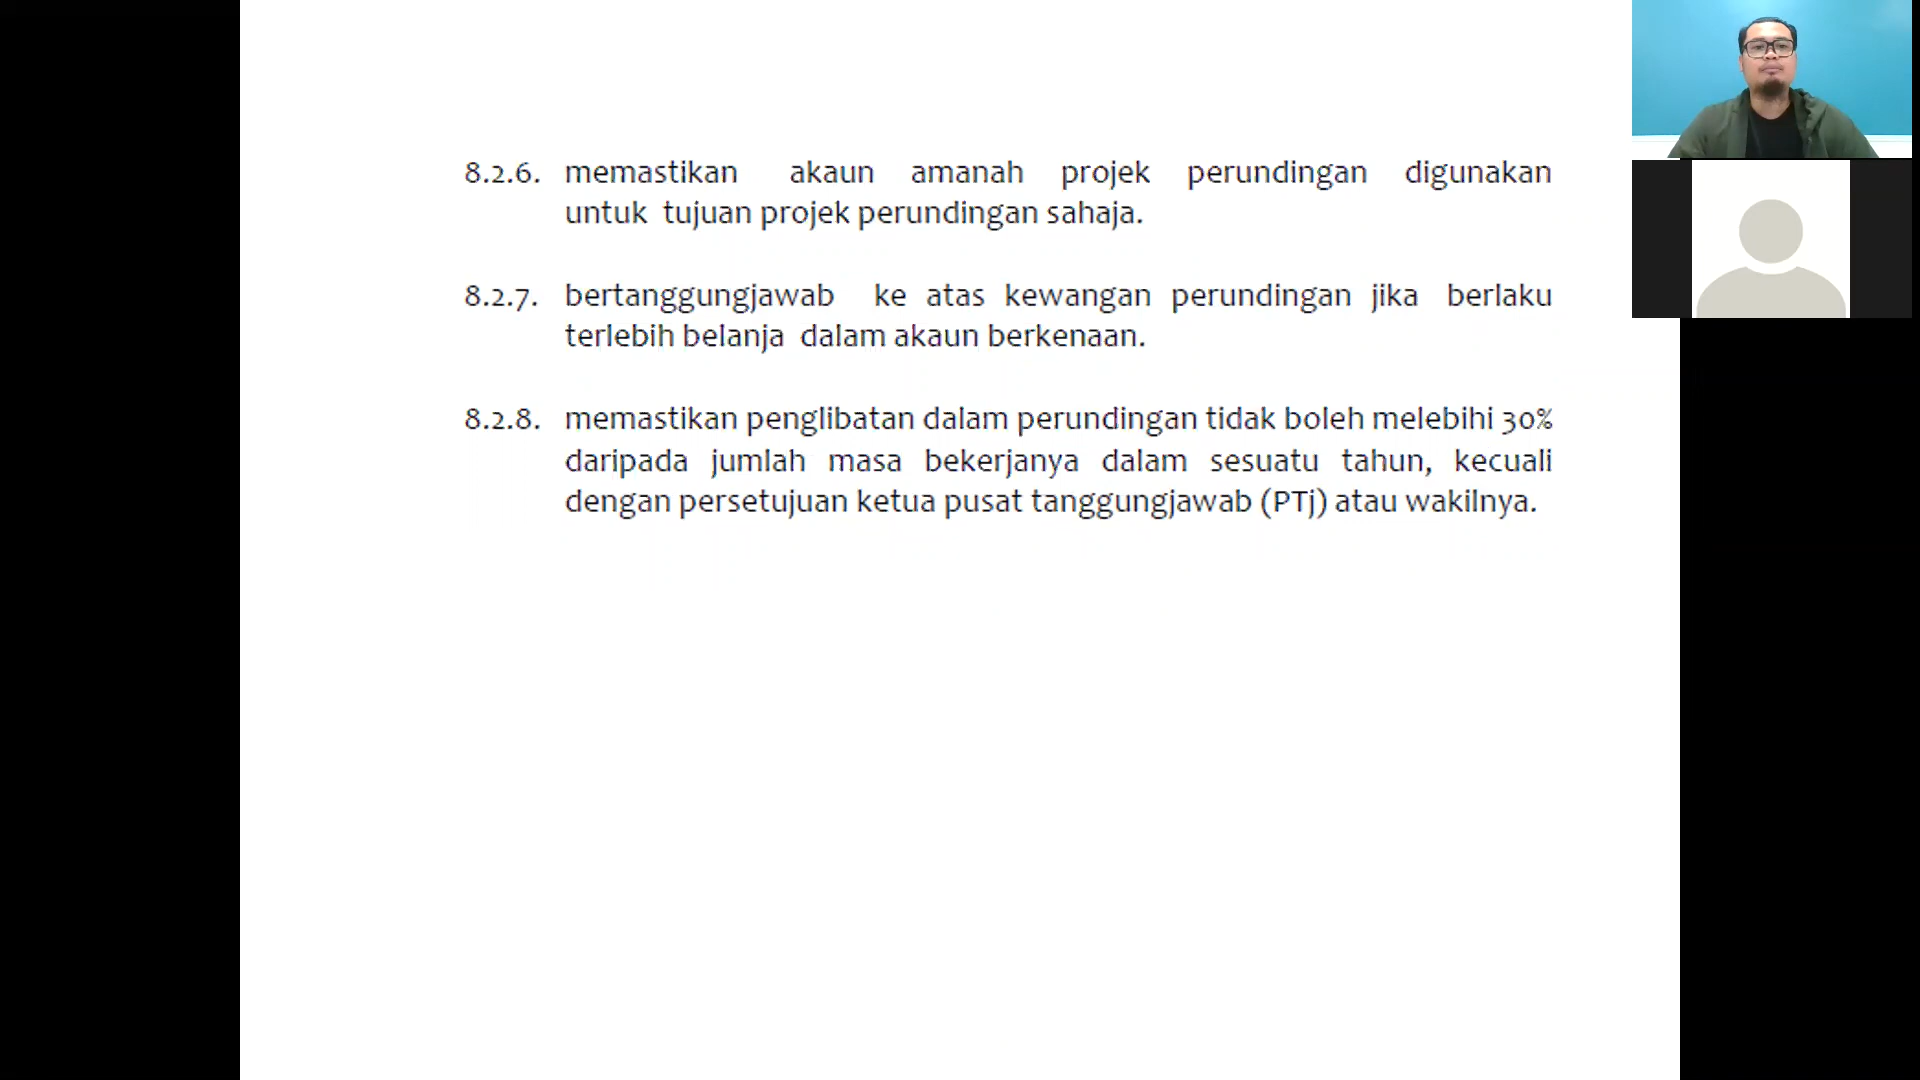 8.2.6. memastikan akaun amanah projek perundingan digunakan
untuk tujuan projek perundingan sahaja.
8.2.7. bertanggungjawab ke atas kewangan perundingan jika berlaku
terlebih belanja dalam akaun berkenaan.
8.2.8. memastikan penglibatan dalam perundingan tidak boleh melebihi 30%
daripada jumlah masa bekerjanya dalam sesuatu tahun, kecuali
dengan persetujuan ketua pusat tanggungjawab (PTj) atau wakilnya.